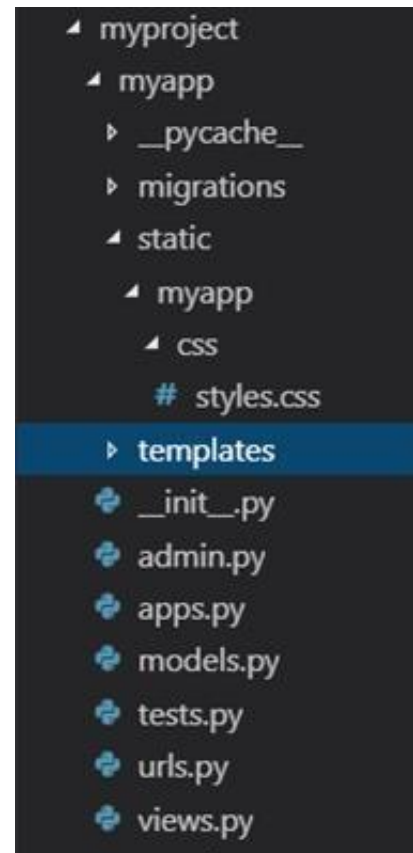 myproject
myapp
__pycache__
migrations
static
myapp
css
# styles.css
templates
__init__.py
admin.py
apps.py
models.py
tests.py
urls.py
views.py